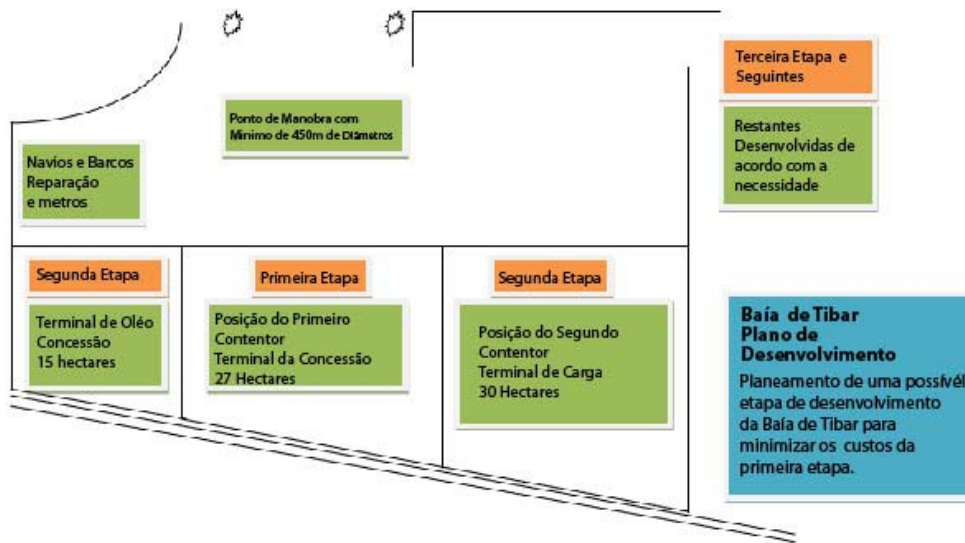 Terceira Etapa e
Seguintes
Ponto de Manobra com
Minimo de 450m de Diâmetros
Restantes
Desenvolvidas de
acordo com a
necessidade
Navios e Barcos
Reparação
e metros
Segunda Etapa
Terminal de Oléo
Concessão
15 hectares
Primeira Etapa
Posição do Primeiro
Contentor
Terminal da Concessão
27 Hectares
Segunda Etapa
Posição do Segundo
Contentor
Terminal de Carga
30 Hectares
Baía de Tibar
Plano de
Desenvolvimento
Planeamento de uma possívél
etapa de desenvolvimento
da Baía de Tibar para
minimizar os custos da
primeira etapa.